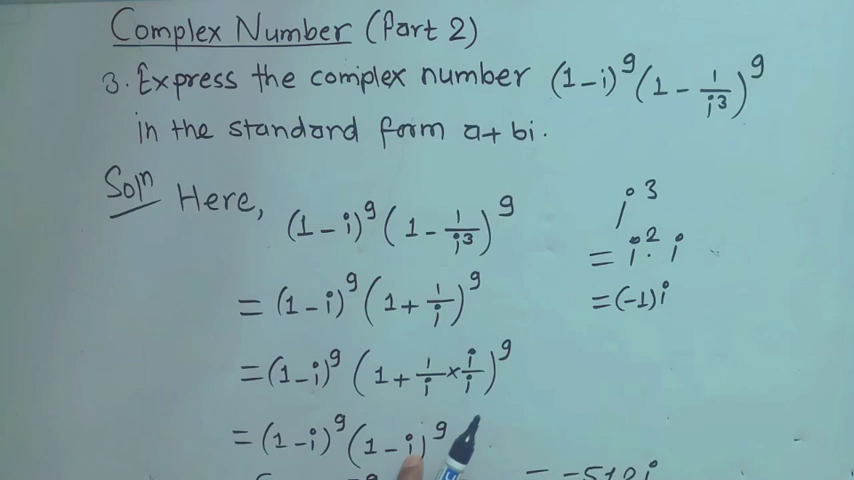 Complex Number (Part 2)
3. Express the complex number (1-i)^9 (1 - 1/i^3)^9
in the standard form a+bi.
Soln Here,
(1-i)^9 (1 - 1/i^3)^9
= (1-i)^9 (1 + 1/i)^9
= (1-i)^9 (1 + 1/i × i/i)^9
= (1-i)^9 (1-i)^9
i^3
= i^2. i
= (-1)i